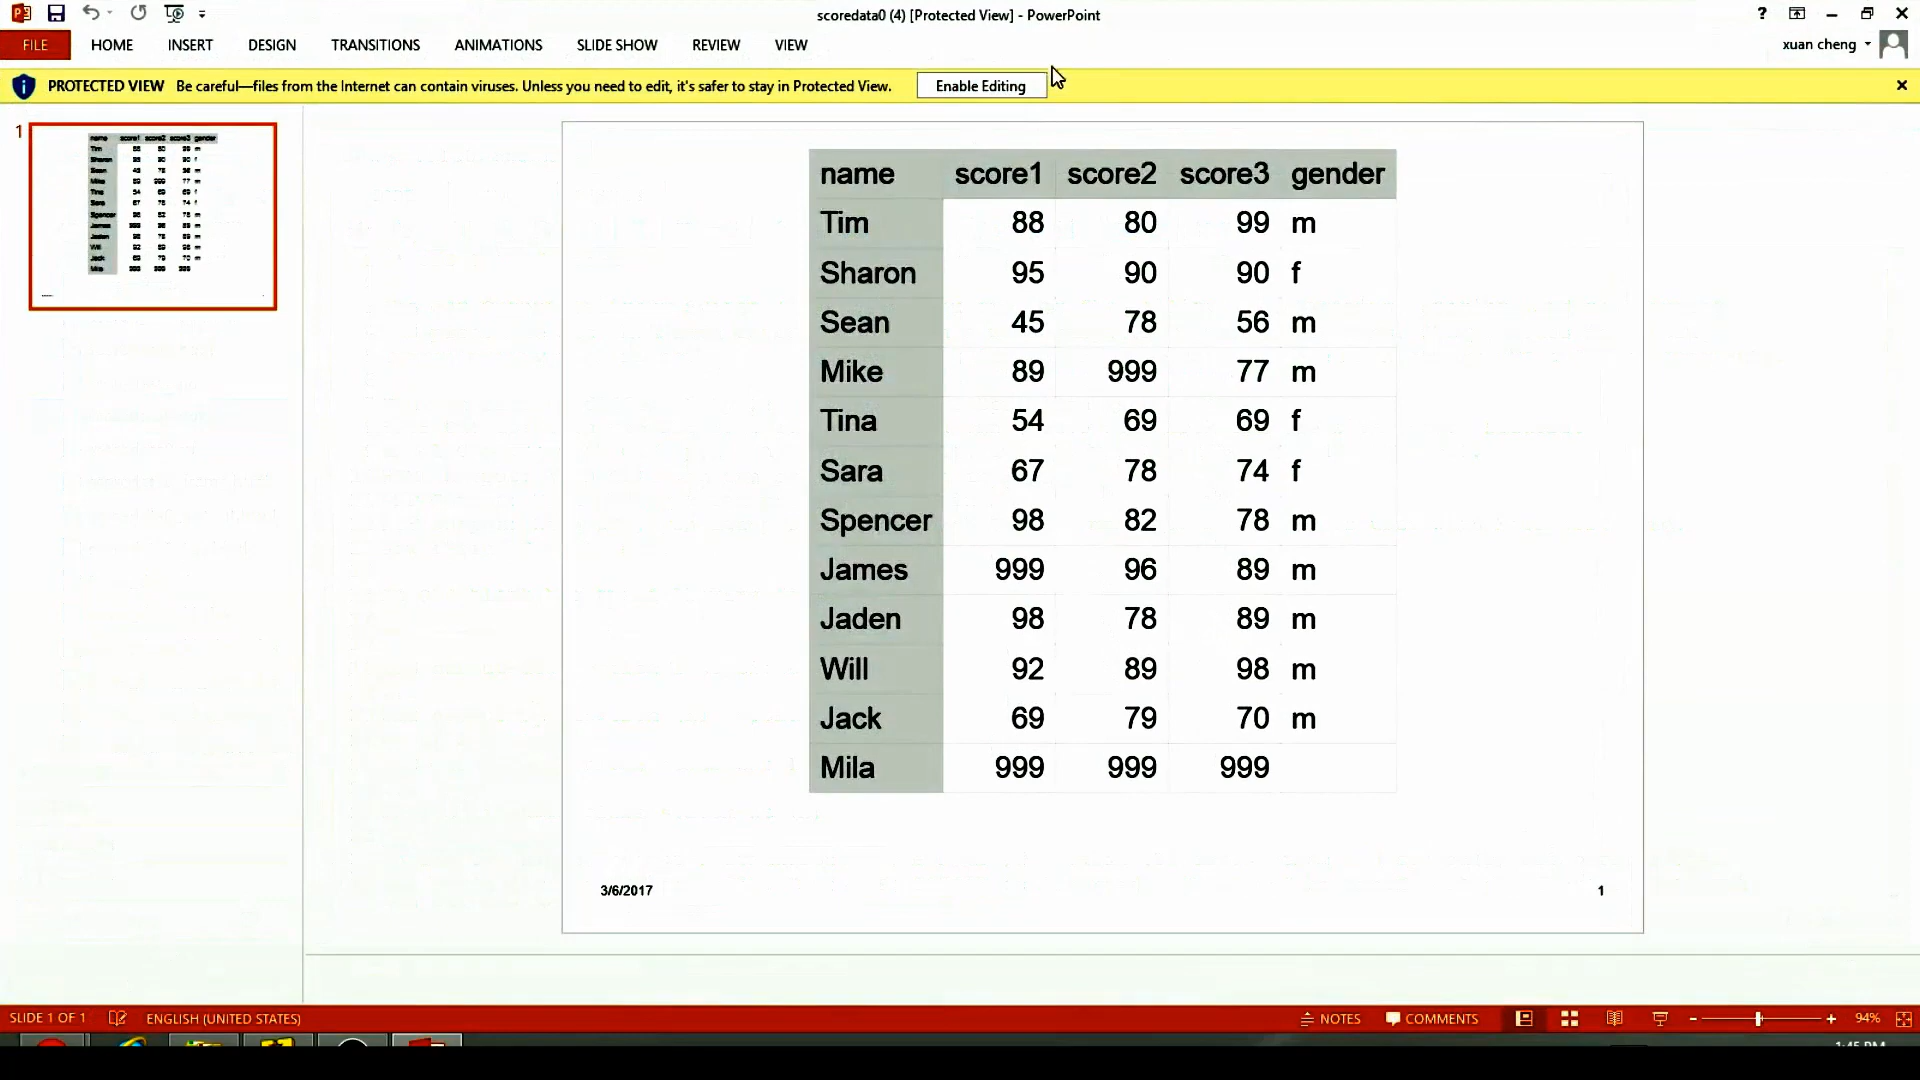 scoredata0 (4) [Protected View] - PowerPoint
?
FILE HOME INSERT DESIGN TRANSITIONS ANIMATIONS SLIDE SHOW REVIEW VIEW
xuan cheng
PROTECTED VIEW Be careful—files from the Internet can contain viruses. Unless you need to edit, it's safer to stay in Protected View. Enable Editing
1
name score1 score2 score3 gender
Tim 88 80 99 m
Sharon 95 90 90 f
Sean 45 78 56 m
Mike 89 999 77 m
Tina 54 69 69 f
Sara 67 78 74 f
Spencer 98 82 78 m
James 999 96 89 m
Jaden 98 78 89 m
Will 92 89 98 m
Jack 69 79 70 m
Mila 999 999 999
3/6/2017 1
SLIDE 1 OF 1 ENGLISH (UNITED STATES) NOTES COMMENTS 94%
1:45 PM